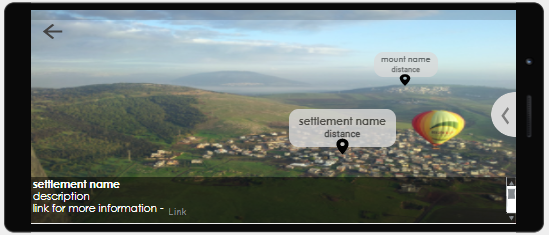 mount name
distance
settlement name
distance
settlement name
description
link for more information - Link